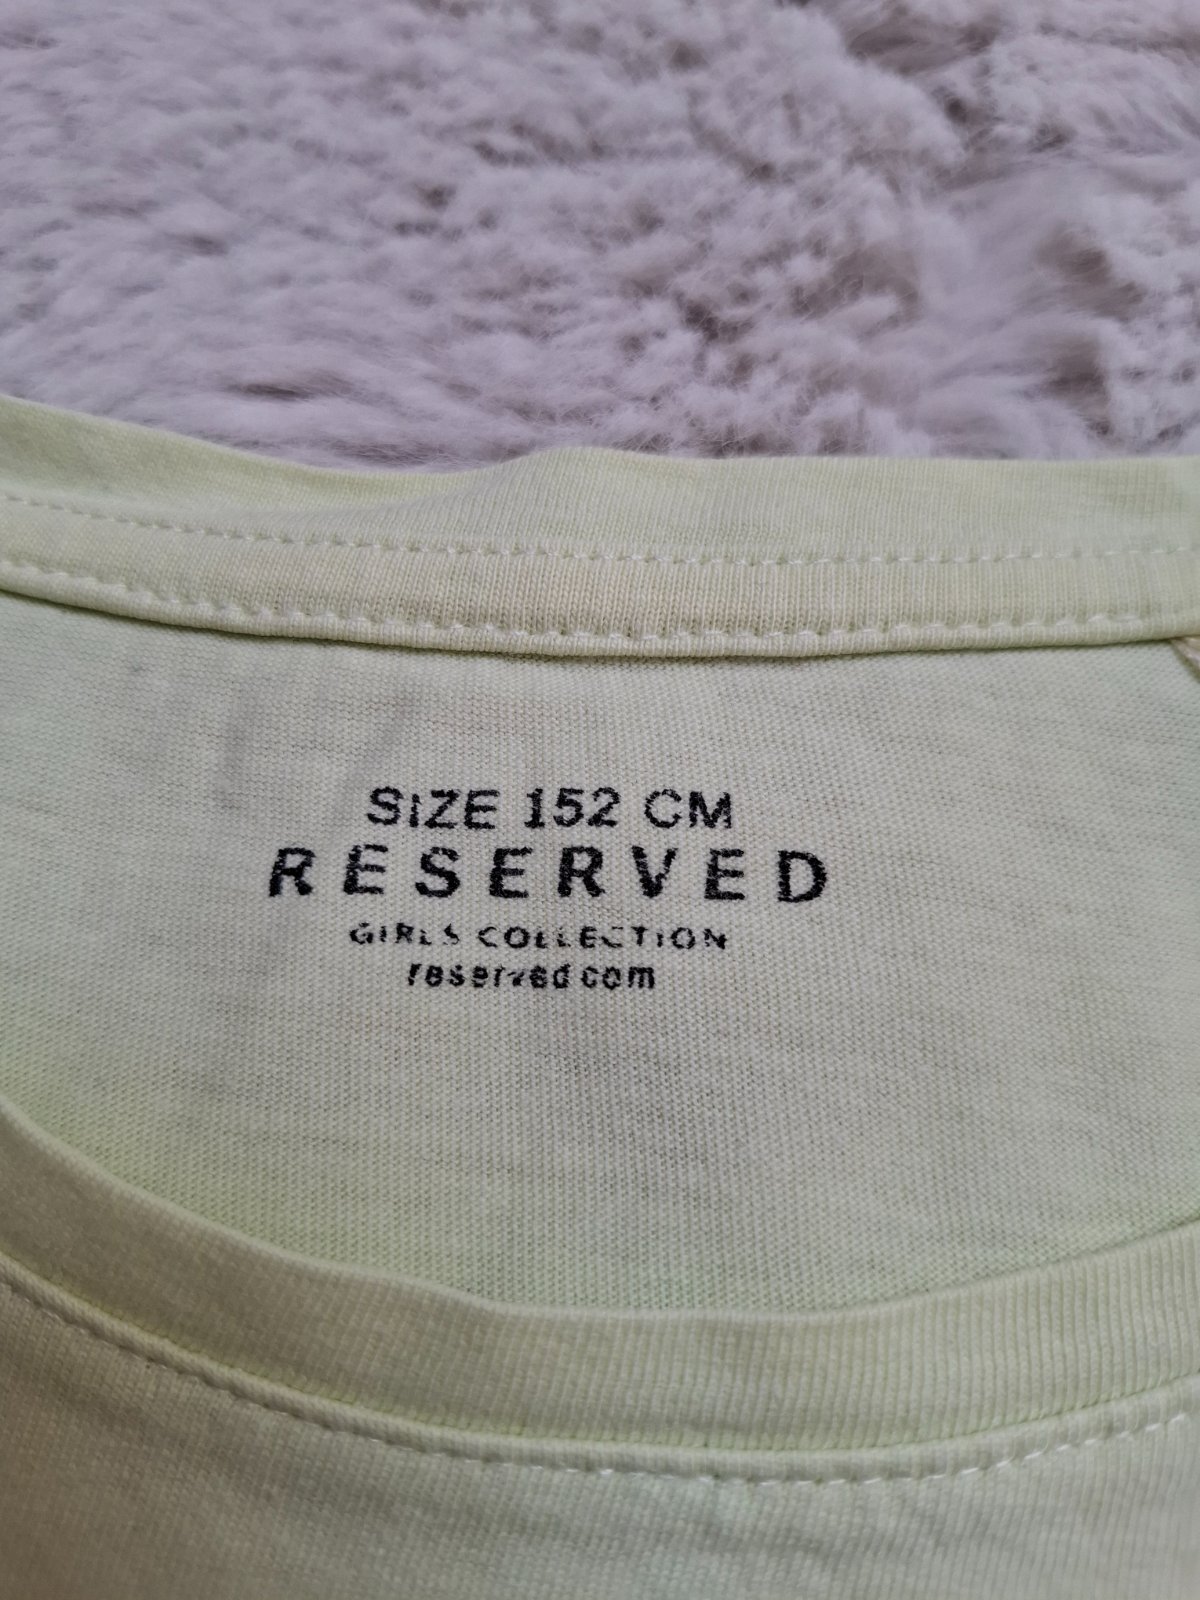 SIZE 152 CM
RESERVED
GIRLS COLLECTION
reserved.com